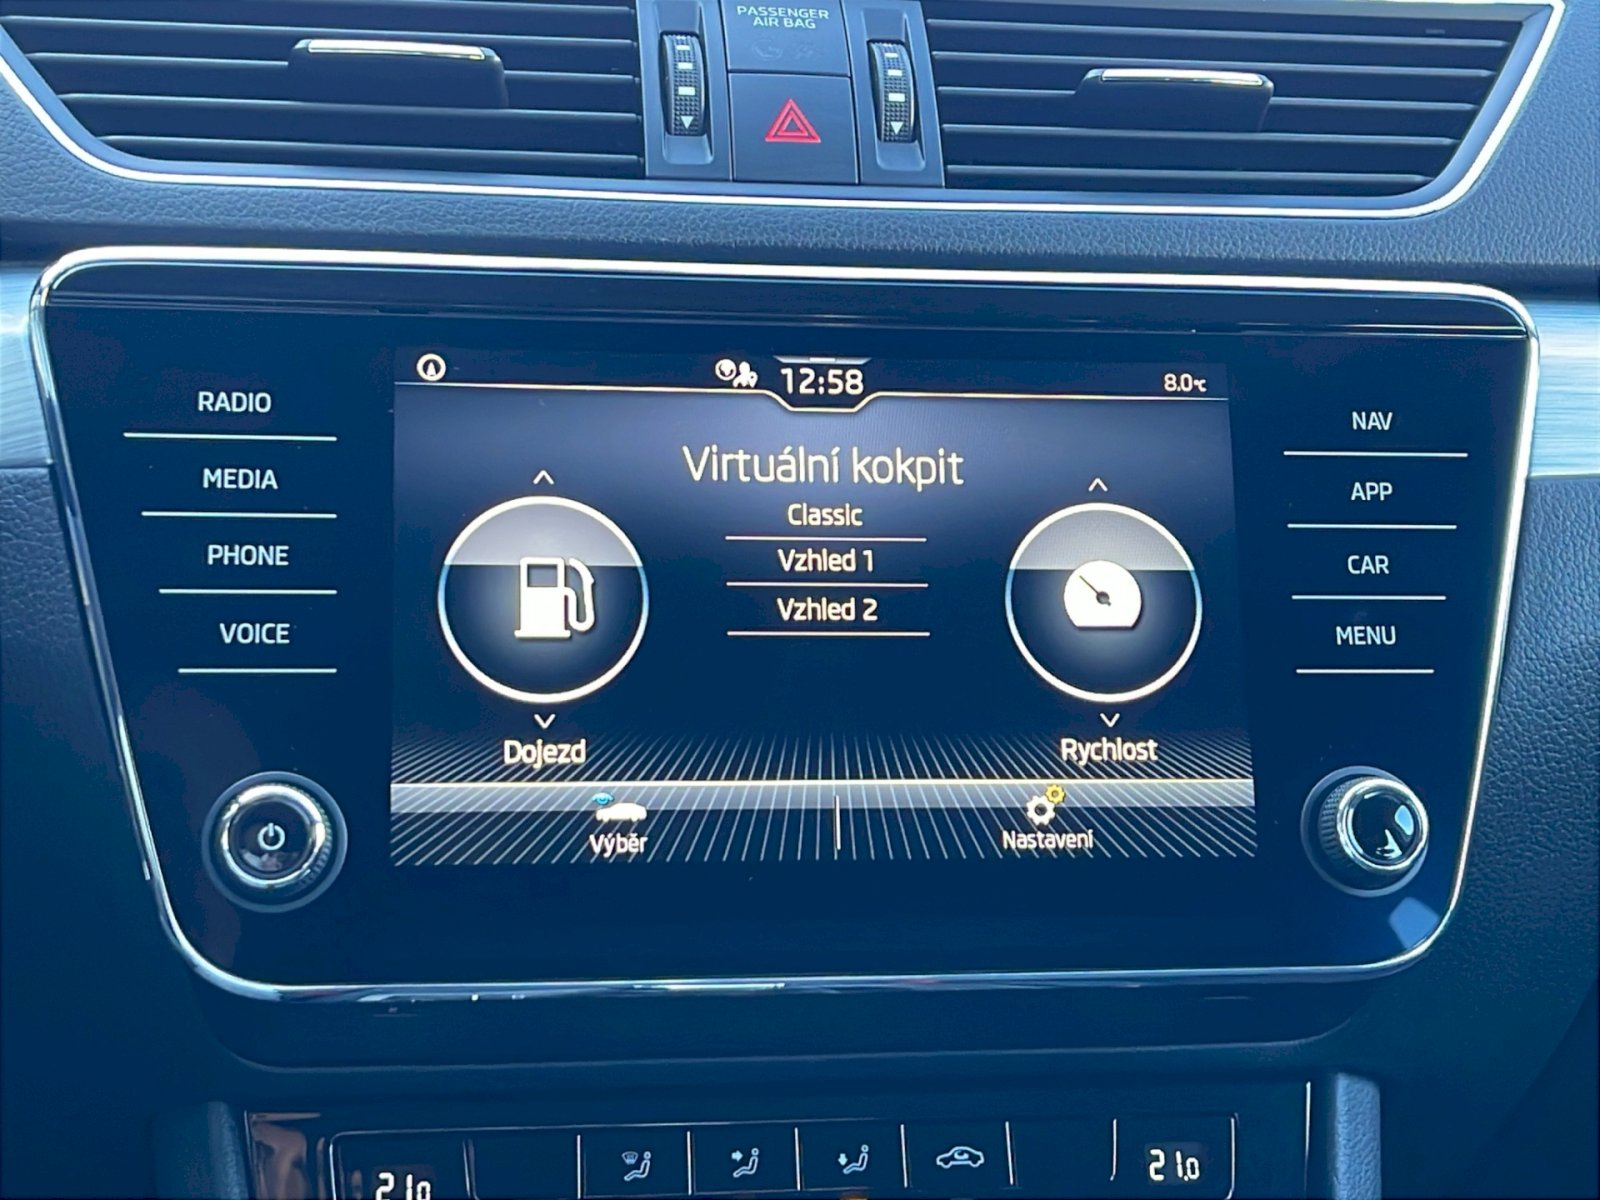 PASSENGER
AIR BAG
RADIO
MEDIA
PHONE
VOICE
12:58
8.0°C
Virtuální kokpit
Classic
Vzhled 1
Vzhled 2
Dojezd
Rychlost
Výběr
Nastavení
NAV
APP
CAR
MENU
21.0
21.0